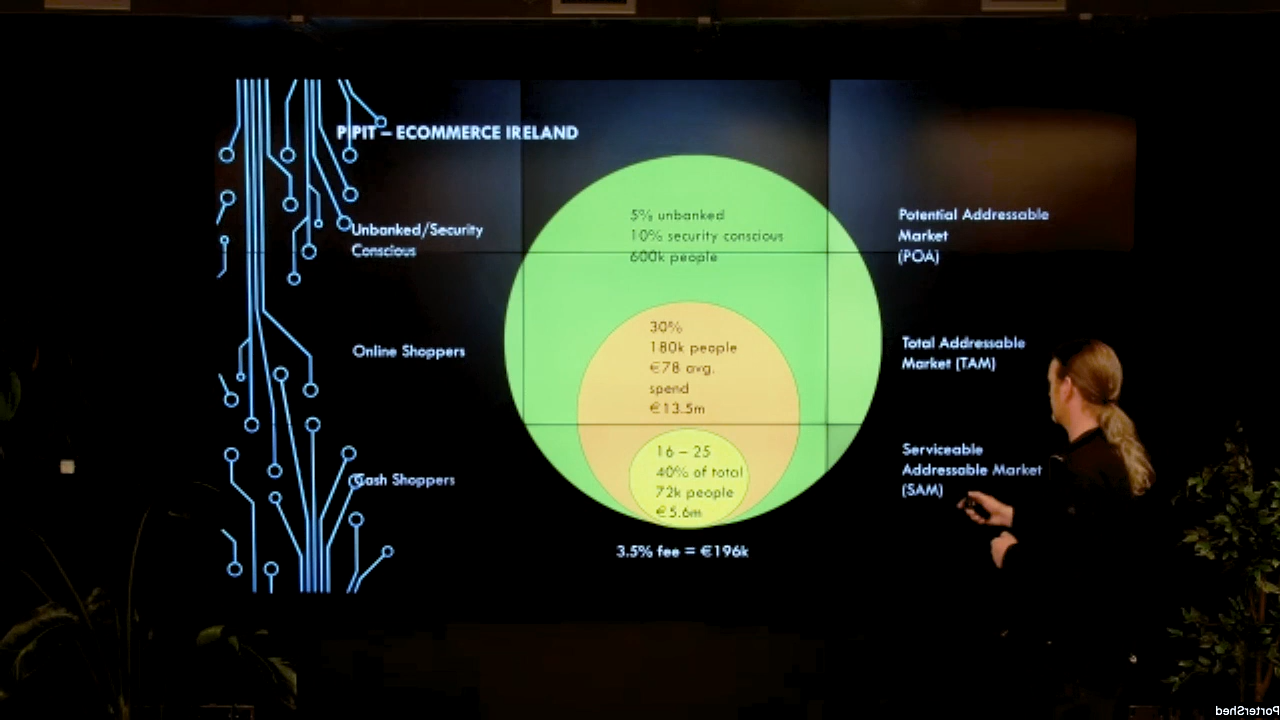 PIPIT – ECOMMERCE IRELAND
Unbanked/Security
Conscious
5% unbanked
10% security conscious
600k people
Potential Addressable
Market
(POA)
Online Shoppers
30%
180k people
€78 avg.
spend
€13.5m
Total Addressable
Market (TAM)
Cash Shoppers
16 – 25
40% of total
72k people
€5.6m
Serviceable
Addressable Market
(SAM)
3.5% fee = €196k
PorterShed